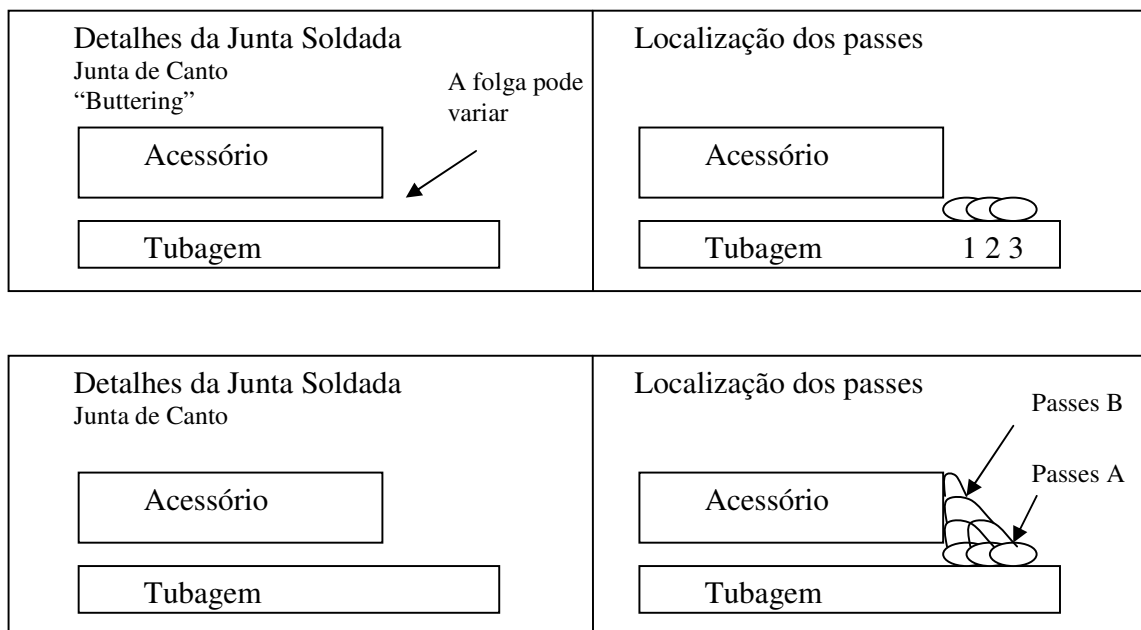 Detalhes da Junta Soldada
Junta de Canto
“Buttering”
A folga pode
variar
Acessório
Tubagem
Localização dos passes
Acessório
Tubagem
1 2 3
Detalhes da Junta Soldada
Junta de Canto
Acessório
Tubagem
Localização dos passes
Passes B
Passes A
Acessório
Tubagem